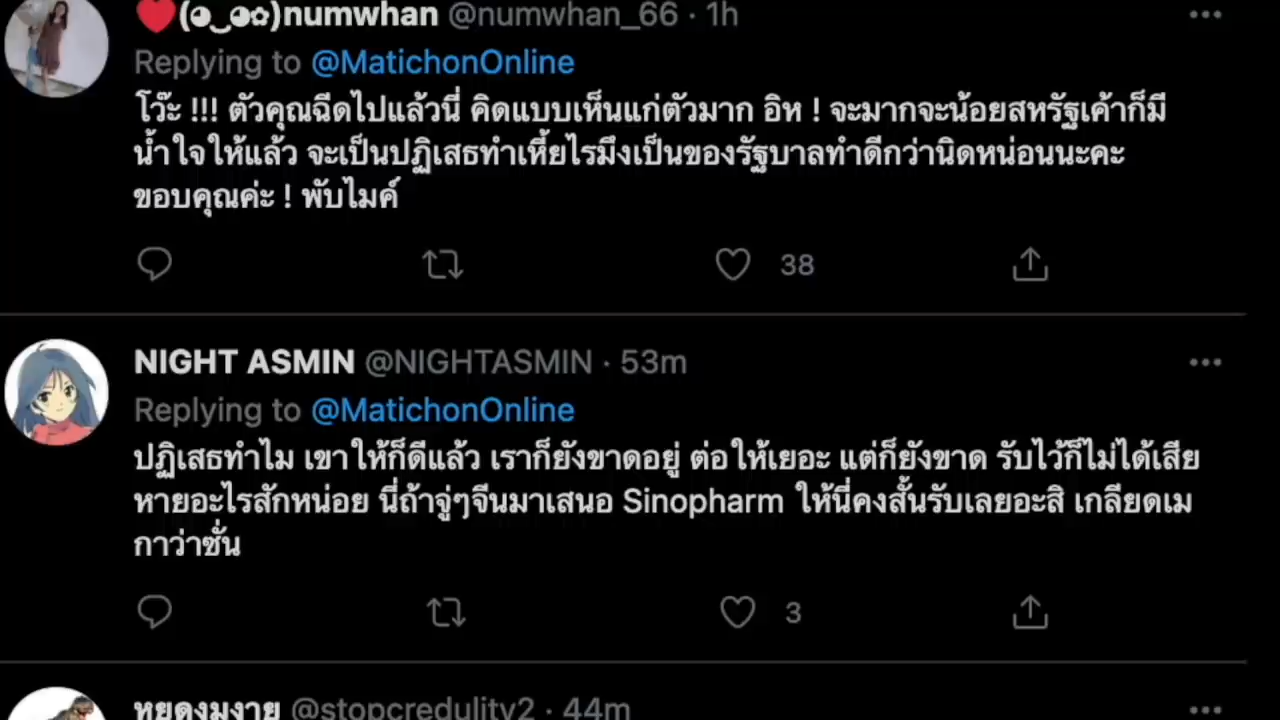 ❤️(◕‿◕✿)numwhan @numwhan_66 · 1h
Replying to @MatichonOnline
โว๊ะ !!! ตัวคุณฉีดไปแล้วนี่ คิดแบบเห็นแก่ตัวมาก อิห ! จะมากจะน้อยสหรัฐเค้าก็มี
น้ำใจให้แล้ว จะเป็นปฏิเสธทำเหี้ยไรมึงเป็นของรัฐบาลทำดีกว่านิดหน่อนนะคะ
ขอบคุณค่ะ ! พับไมค์
38
NIGHT ASMIN @NIGHTASMIN · 53m
Replying to @MatichonOnline
ปฏิเสธทำไม เขาให้ก็ดีแล้ว เราก็ยังขาดอยู่ ต่อให้เยอะ แต่ก็ยังขาด รับไว้ก็ไม่ได้เสีย
หายอะไรสักหน่อย นี่ถ้าจู่ๆจีนมาเสนอ Sinopharm ให้นี่คงสั้นรับเลยอะสิ เกลียดเม
กาว่าซั่น
3
หยุดงมงาย @stopcredulity2 · 44m